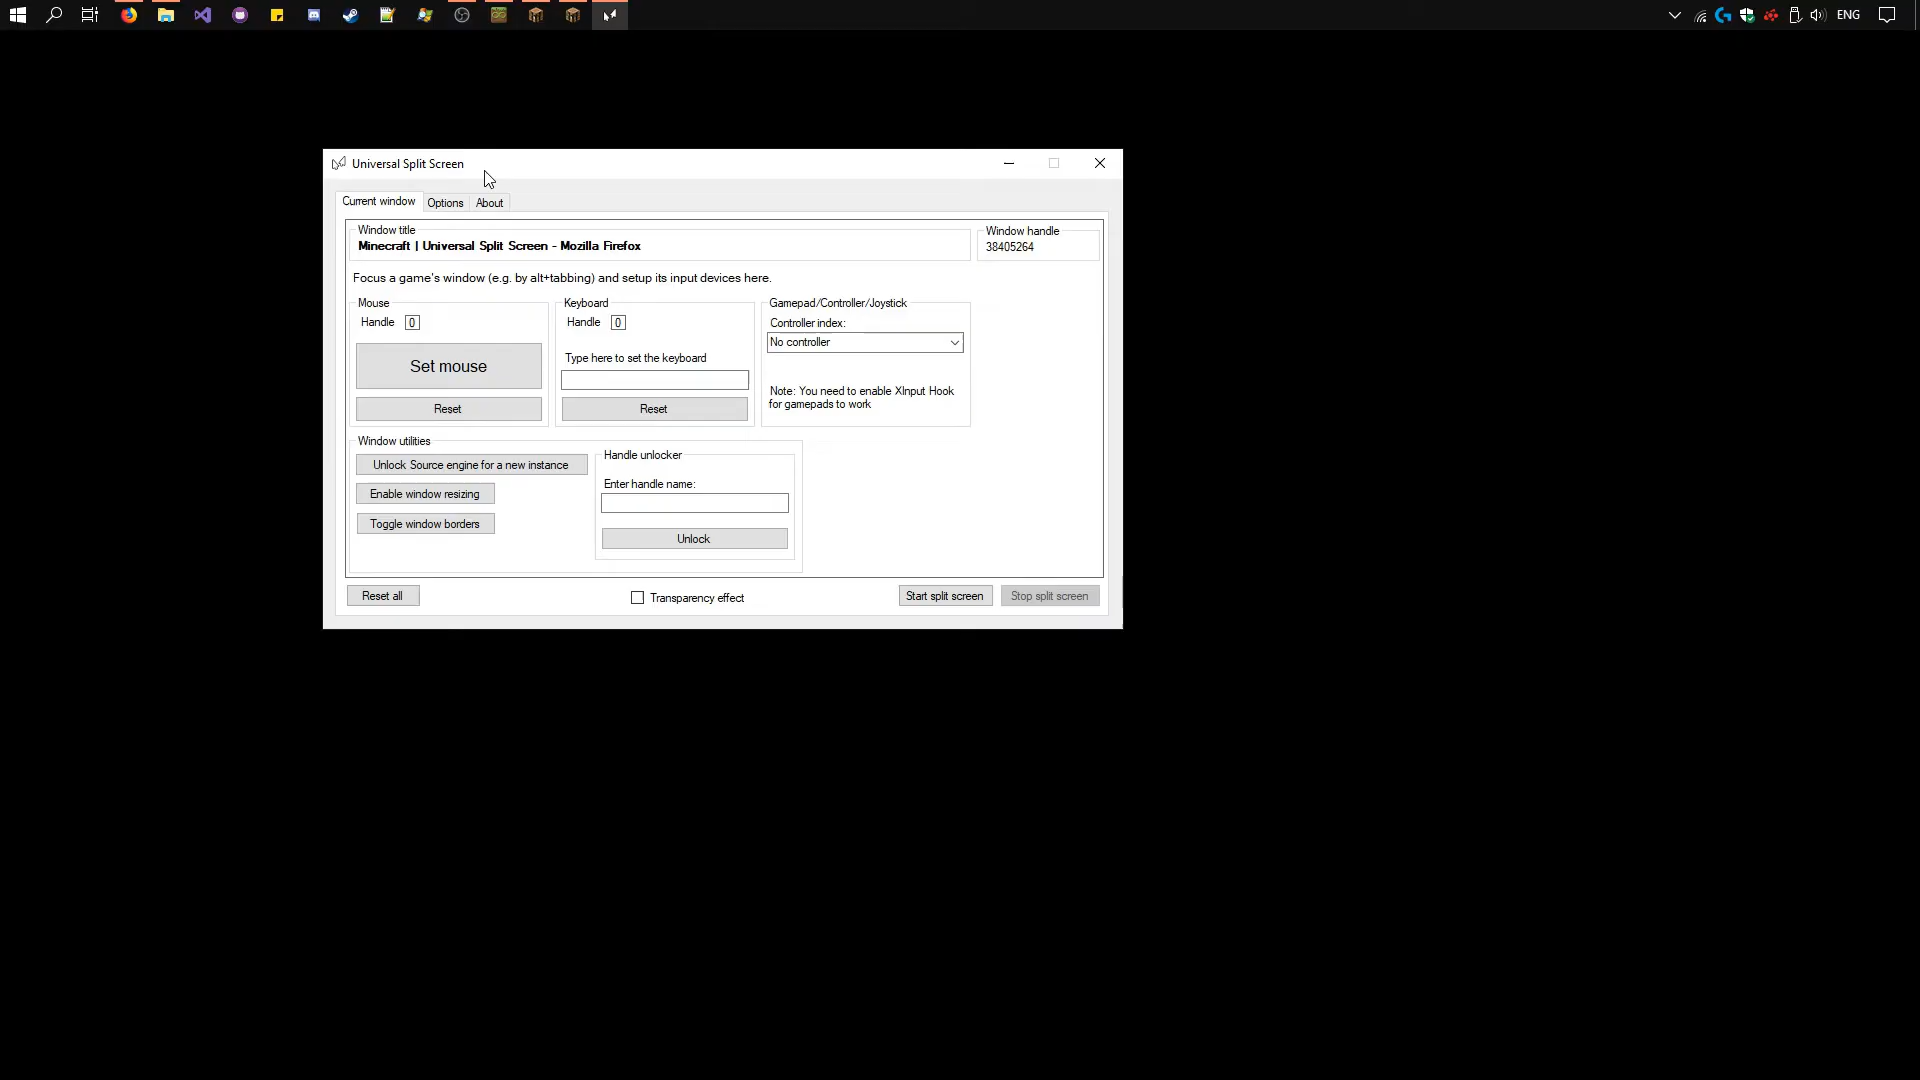 ENG
Universal Split Screen
Current window Options About
Window title Window handle
Minecraft | Universal Split Screen - Mozilla Firefox 38405264
Focus a game's window (e.g. by alt+tabbing) and setup its input devices here.
Mouse Keyboard Gamepad/Controller/Joystick
Handle 0 Handle 0 Controller index:
No controller
Set mouse Type here to set the keyboard
Note: You need to enable XInput Hook
for gamepads to work
Reset Reset
Window utilities
Handle unlocker
Unlock Source engine for a new instance
Enter handle name:
Enable window resizing
Toggle window borders
Unlock
Reset all Transparency effect Start split screen Stop split screen